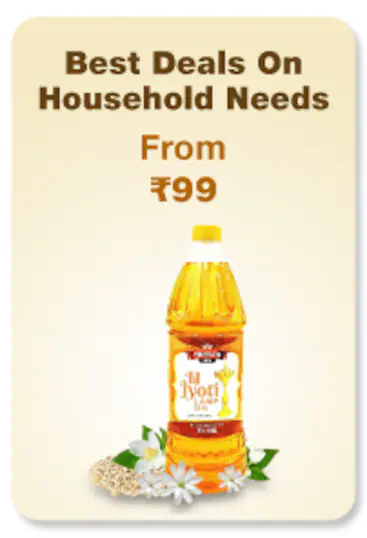 Best Deals On
Household Needs
From
₹99
Jyoti
LAMP
OIL